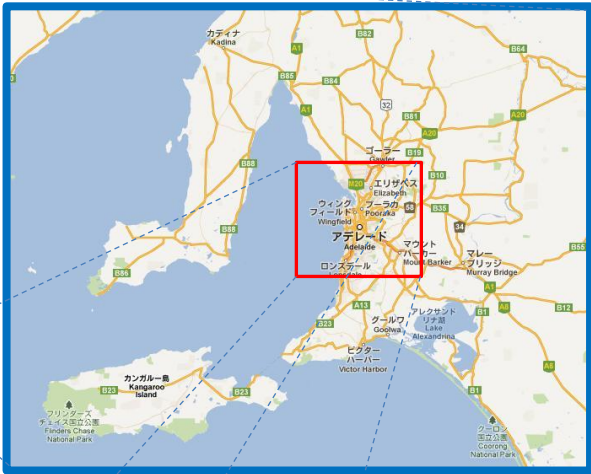 カディナ
Kadina
B82
B64
A1
B85
B84
32
A1
B81
A20
A20
ゴーラー
Gawler
B19
B88
M20
エリザベス
Elizabeth
B10
ウィング
フィールド
Wingfield
プーラカ
Pooraka
58
B35
34
アデレード
Adelaide
B88
マウント
バーカー
Mount Barker
マレー
ブリッジ
Murray Bridge
B55
B86
ロンズデール
Lonsdale
A1
A13
B1
A8
B12
B23
グールワ
Goolwa
アレクサンド
リナ湖
Lake
Alexandrina
ビクター
ハーバー
Victor Harbor
A8
カンガルー島
Kangaroo
Island
B23
B23
B1
フリンダーズ
チェイス国立公園
Flinders Chase
National Park
クーロン
国立公園
Coorong
National Park